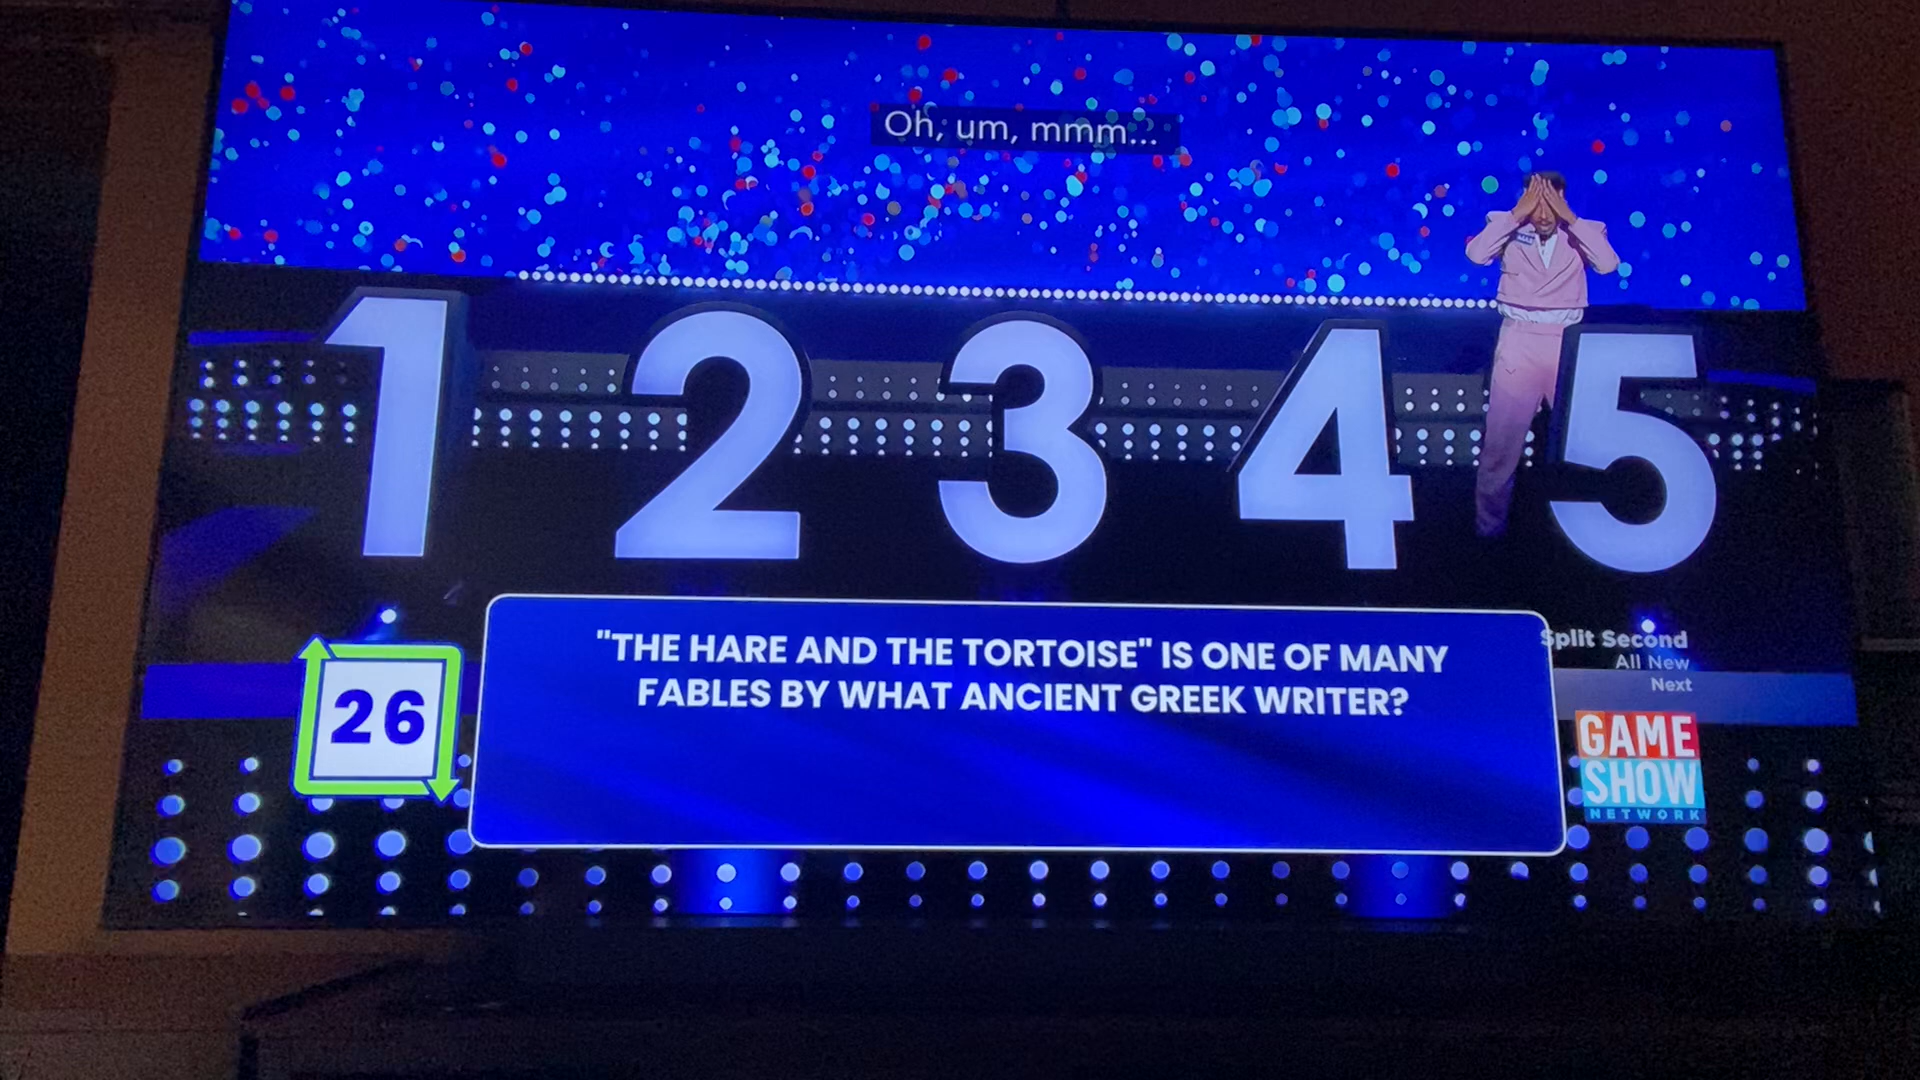 Oh, um, mmm...
1 2 3 4 5
26
"THE HARE AND THE TORTOISE" IS ONE OF MANY
FABLES BY WHAT ANCIENT GREEK WRITER?
Split Second
All New
Next
GAME
SHOW
NETWORK